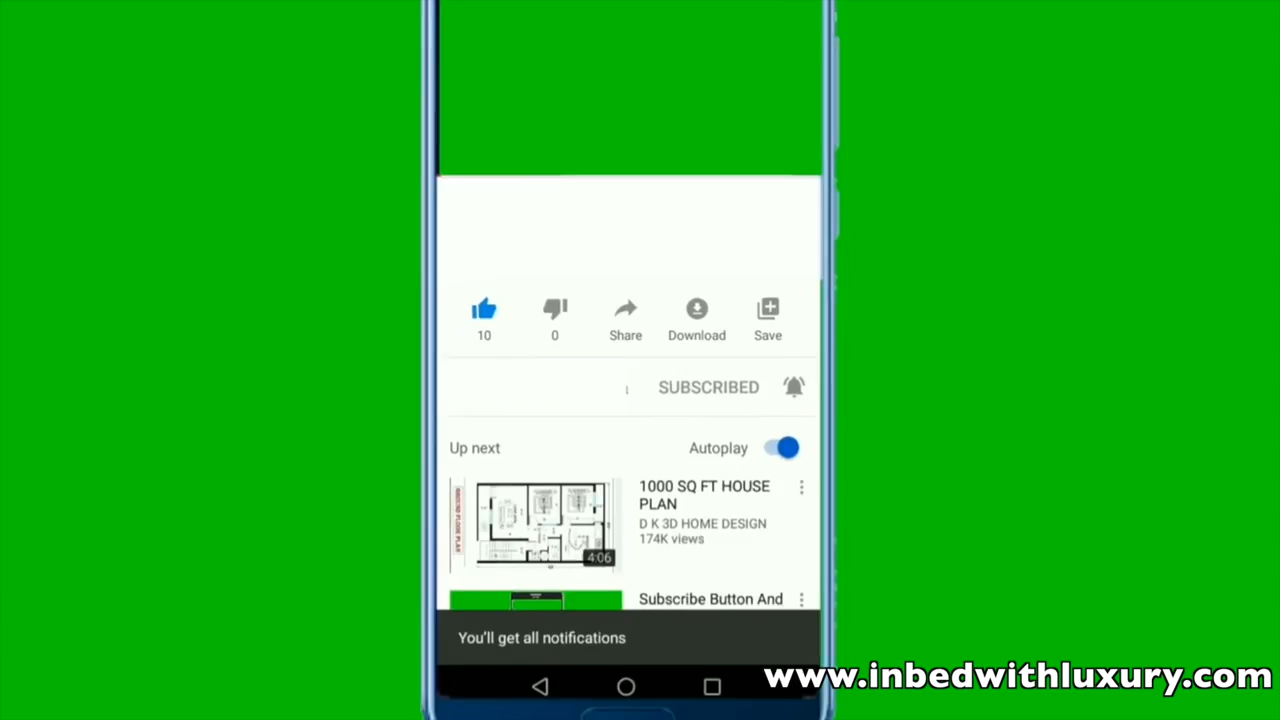 10
0
Share
Download
Save
SUBSCRIBED
Up next
Autoplay
1000 SQ FT HOUSE
PLAN
D K 3D HOME DESIGN
174K views
4:06
Subscribe Button And
You'll get all notifications
www.inbedwithluxury.com